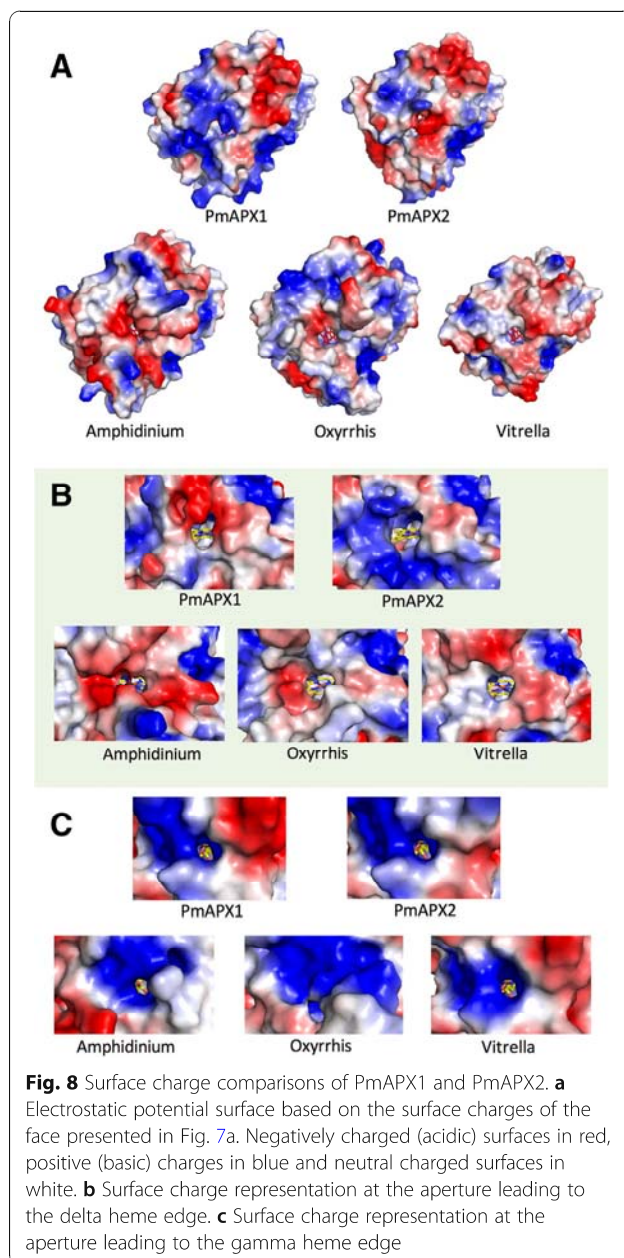 A
PmAPX1 PmAPX2
Amphidinium Oxyrrhis Vitrella
B
PmAPX1 PmAPX2
Amphidinium Oxyrrhis Vitrella
C
PmAPX1 PmAPX2
Amphidinium Oxyrrhis Vitrella
Fig. 8 Surface charge comparisons of PmAPX1 and PmAPX2. a
Electrostatic potential surface based on the surface charges of the
face presented in Fig. 7a. Negatively charged (acidic) surfaces in red,
positive (basic) charges in blue and neutral charged surfaces in
white. b Surface charge representation at the aperture leading to
the delta heme edge. c Surface charge representation at the
aperture leading to the gamma heme edge